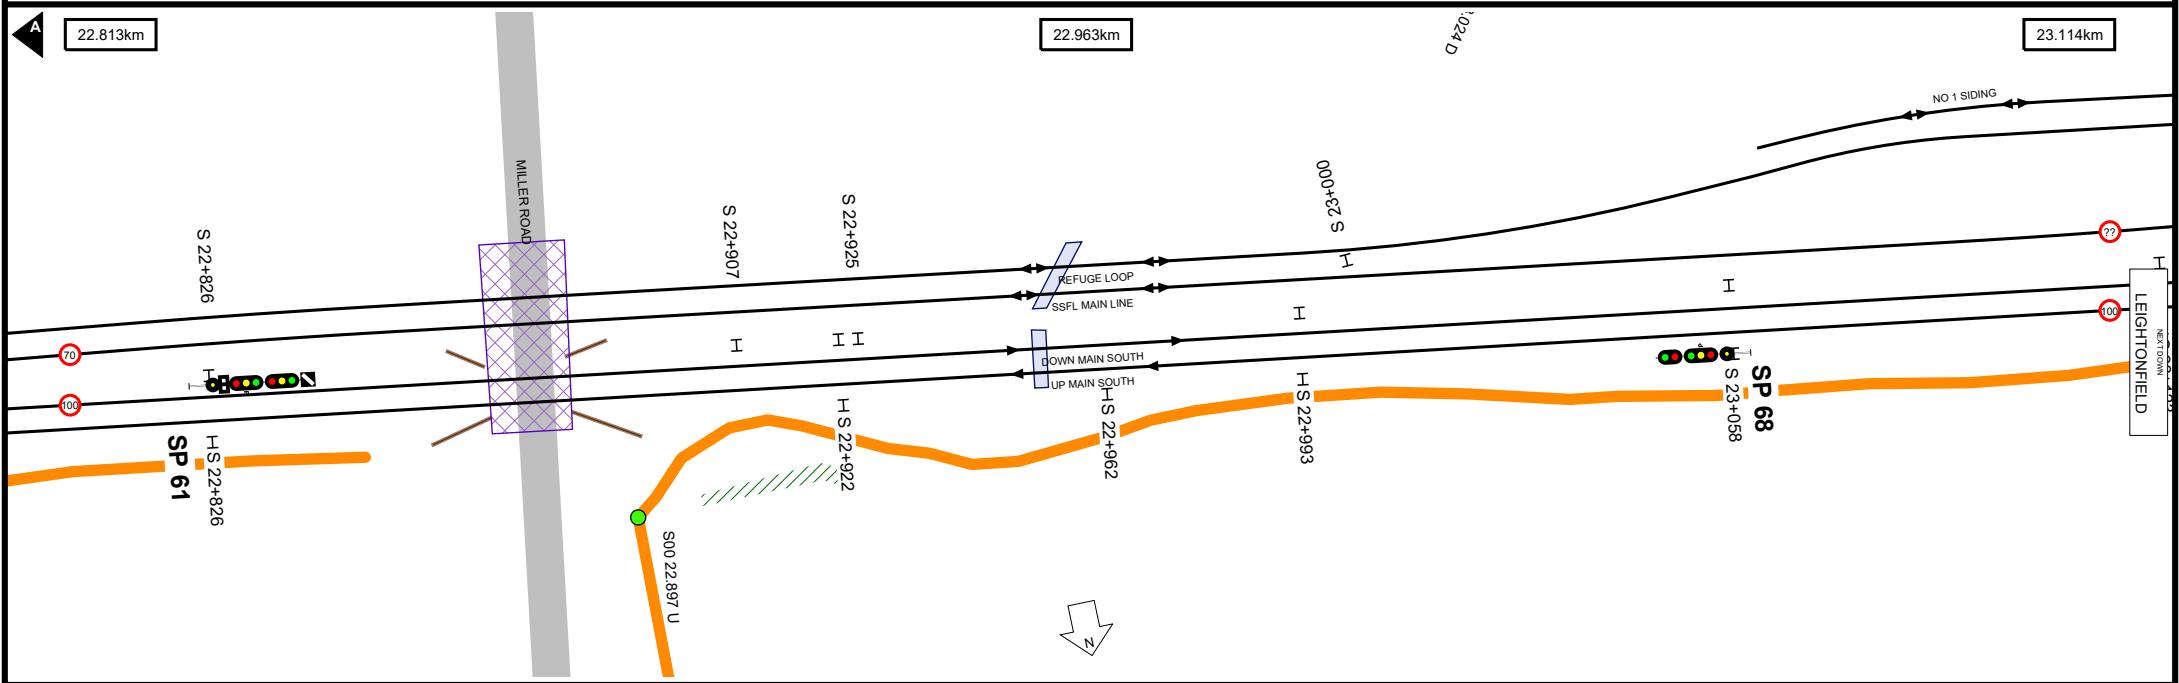 A
22.813km
22.963km
23.114km
.024 D
NO 1 SIDING
MILLER ROAD
S 22+826
S 22+907
S 22+925
S 23+000
REFUGE LOOP
SSFL MAIN LINE
DOWN MAIN SOUTH
UP MAIN SOUTH
70
100
??
100
LEIGHTONFIELD
NEXT DOWN
SP 61
S 22+826
S 22+922
S 22+962
S 22+993
S 23+058
SP 68
S00 22.897 U
N